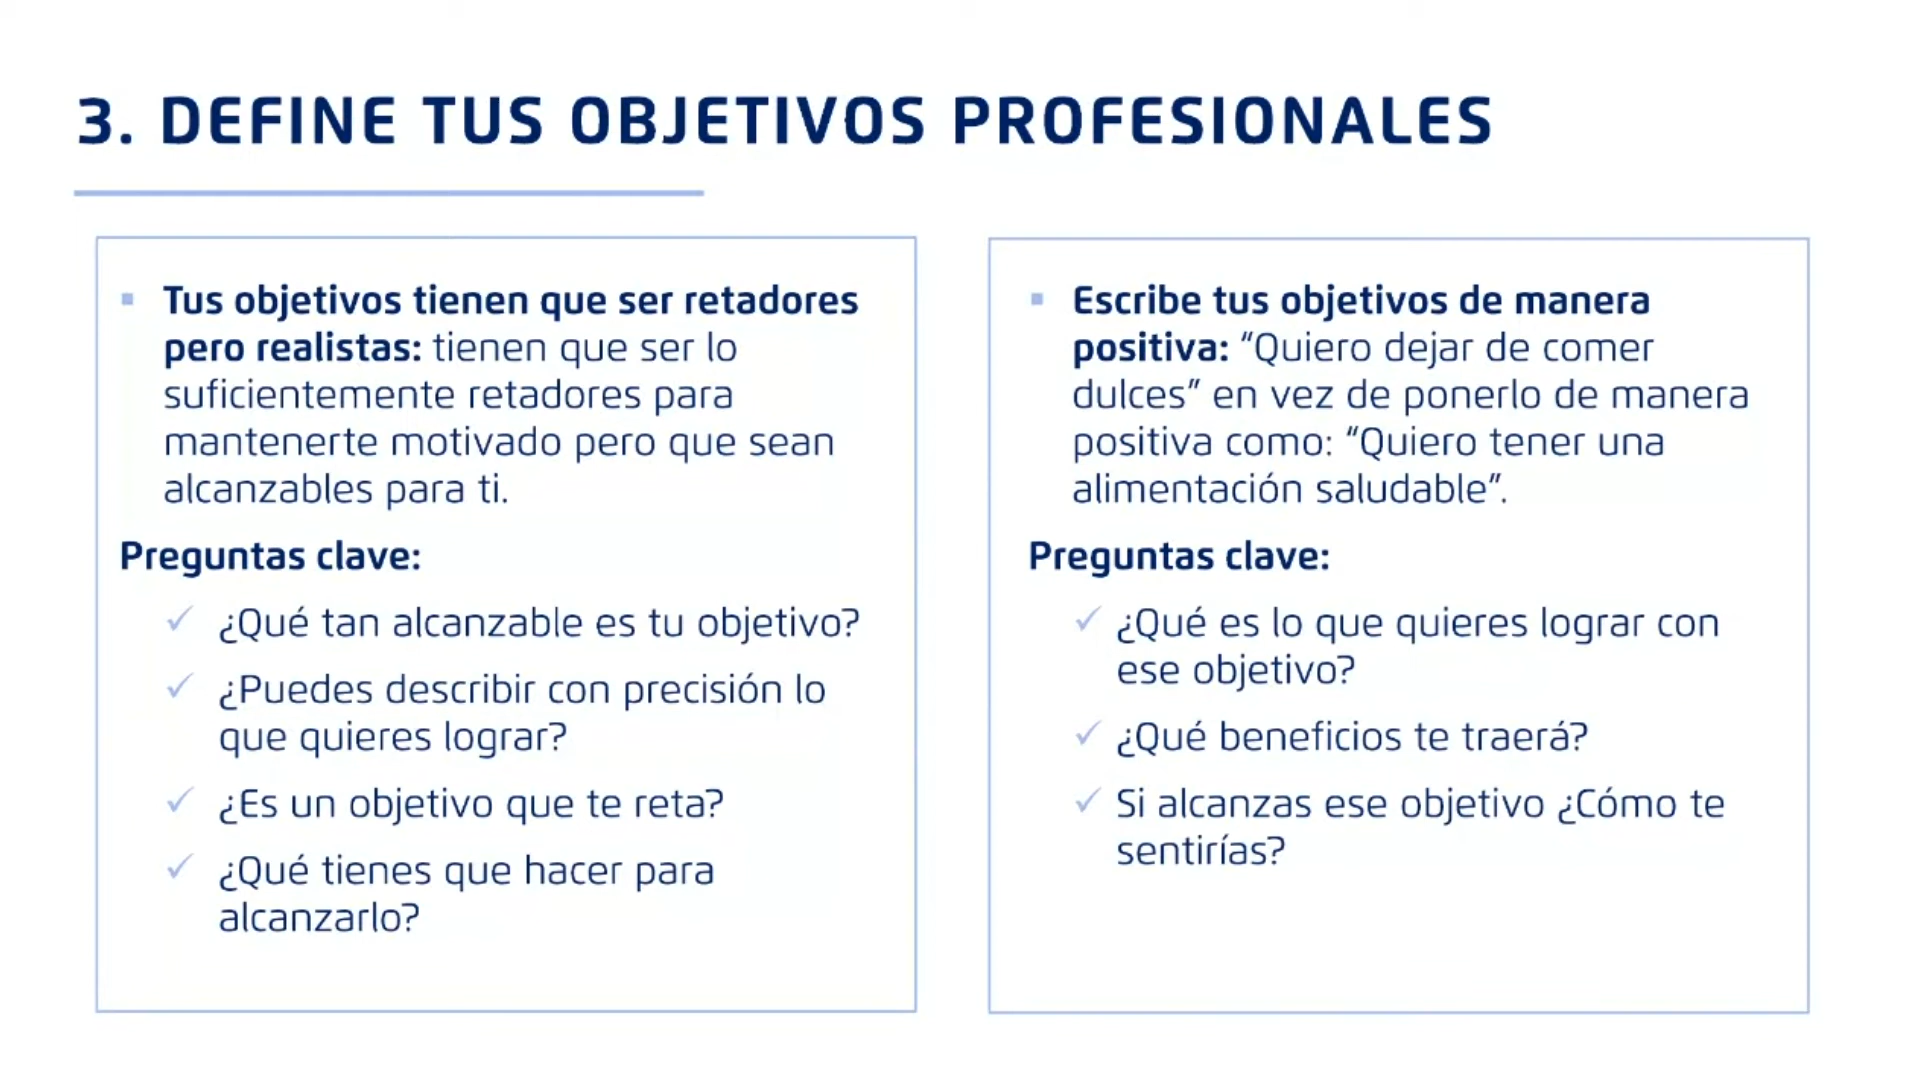 3. DEFINE TUS OBJETIVOS PROFESIONALES
Tus objetivos tienen que ser retadores
pero realistas: tienen que ser lo
suficientemente retadores para
mantenerte motivado pero que sean
alcanzables para ti.
Preguntas clave:
¿Qué tan alcanzable es tu objetivo?
¿Puedes describir con precisión lo
que quieres lograr?
¿Es un objetivo que te reta?
¿Qué tienes que hacer para
alcanzarlo?
Escribe tus objetivos de manera
positiva: “Quiero dejar de comer
dulces” en vez de ponerlo de manera
positiva como: “Quiero tener una
alimentación saludable”.
Preguntas clave:
¿Qué es lo que quieres lograr con
ese objetivo?
¿Qué beneficios te traerá?
Si alcanzas ese objetivo ¿Cómo te
sentirías?